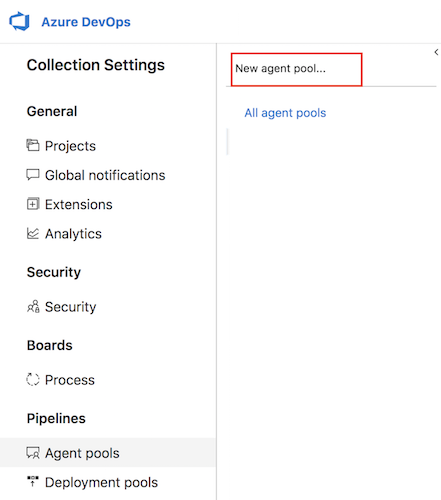 Azure DevOps
Collection Settings
General
Projects
Global notifications
Extensions
Analytics
Security
Security
Boards
Process
Pipelines
Agent pools
Deployment pools
New agent pool...
All agent pools